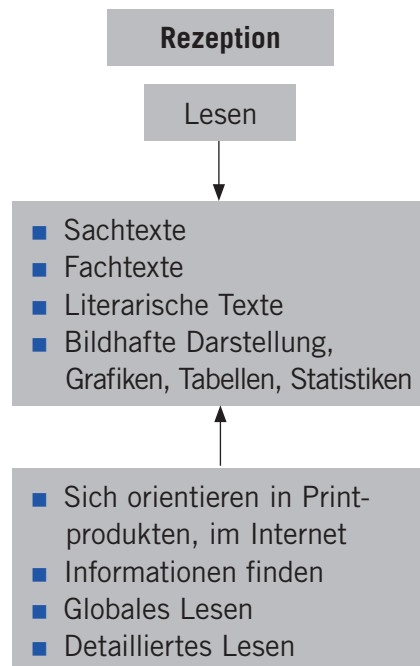 Rezeption
Lesen
■ Sachtexte
■ Fachtexte
■ Literarische Texte
■ Bildhafte Darstellung,
Grafiken, Tabellen, Statistiken
■ Sich orientieren in Print-
produkten, im Internet
■ Informationen finden
■ Globales Lesen
■ Detailliertes Lesen